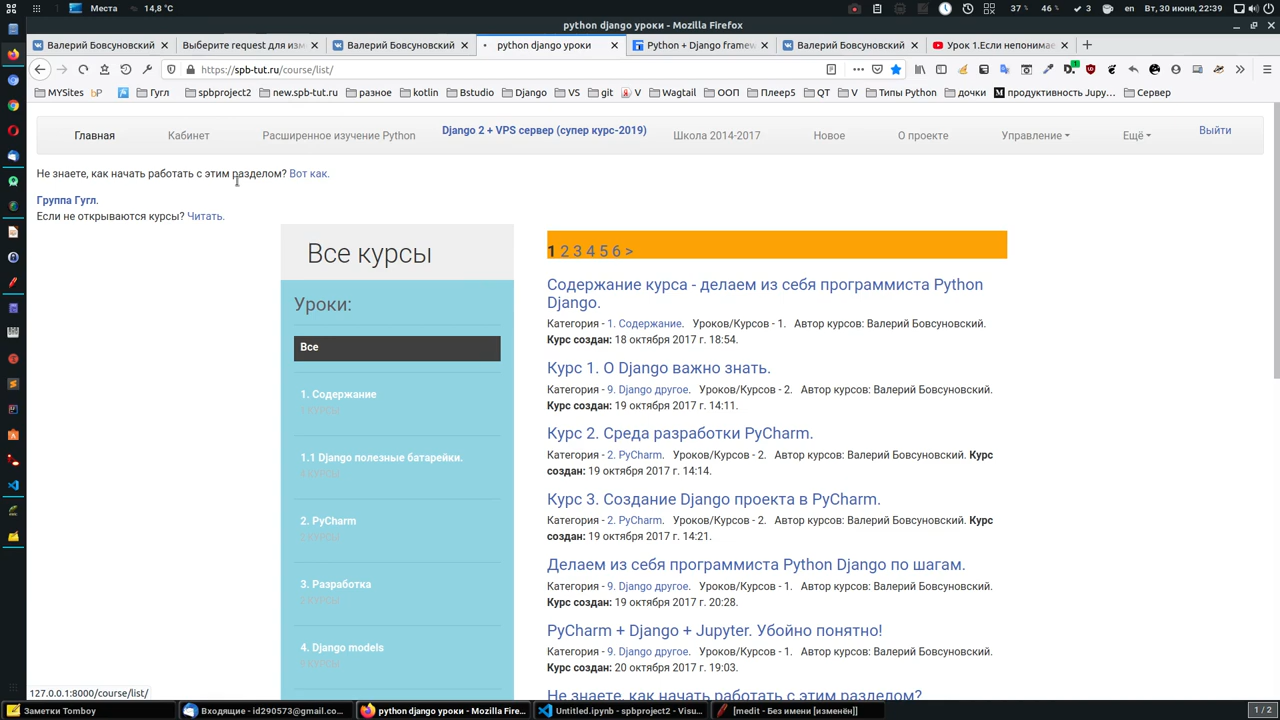 Места
14,8 °C
37 %
46 %
3
en
Вт, 30 июня, 22:39
python django уроки - Mozilla Firefox
Валерий Бовсуновский
Выберите request для изм
Валерий Бовсуновский
python django уроки
Python + Django framew
Валерий Бовсуновский
Урок 1.Если непонимае
https://spb-tut.ru/course/list/
MYSites
bP
Гугл
spbproject2
new.spb-tut.ru
разное
kotlin
Bstudio
Django
VS
git
V
Wagtail
ООП
Плеер5
QT
V
Типы Python
дочки
продуктивность Jupy...
Сервер
Главная
Кабинет
Расширенное изучение Python
Django 2 + VPS сервер (супер курс-2019)
Школа 2014-2017
Новое
О проекте
Управление
Ещё
Выйти
Не знаете, как начать работать с этим разделом? Вот как.
Группа Гугл.
Если не открываются курсы? Читать.
Все курсы
Уроки:
Все
1. Содержание
1.1 Django полезные батарейки.
2. PyCharm
3. Разработка
4. Django models
1 2 3 4 5 6 >
Содержание курса - делаем из себя программиста Python
Django.
Категория - 1. Содержание. Уроков/Курсов - 1. Автор курсов: Валерий Бовсуновский.
Курс создан: 18 октября 2017 г. 18:54.
Курс 1. О Django важно знать.
Категория - 9. Django другое. Уроков/Курсов - 2. Автор курсов: Валерий Бовсуновский.
Курс создан: 19 октября 2017 г. 14:11.
Курс 2. Среда разработки PyCharm.
Категория - 2. PyCharm. Уроков/Курсов - 2. Автор курсов: Валерий Бовсуновский. Курс
создан: 19 октября 2017 г. 14:14.
Курс 3. Создание Django проекта в PyCharm.
Категория - 2. PyCharm. Уроков/Курсов - 2. Автор курсов: Валерий Бовсуновский. Курс
создан: 19 октября 2017 г. 14:21.
Делаем из себя программиста Python Django по шагам.
Категория - 9. Django другое. Уроков/Курсов - 1. Автор курсов: Валерий Бовсуновский.
Курс создан: 19 октября 2017 г. 20:28.
PyCharm + Django + Jupyter. Убойно понятно!
Категория - 9. Django другое. Уроков/Курсов - 1. Автор курсов: Валерий Бовсуновский.
Курс создан: 20 октября 2017 г. 19:03.
Не знаете, как начать работать с этим разделом?
127.0.0.1:8000/course/list/
Заметки Tomboy
Входящие - id290573@gmail.co...
python django уроки - Mozilla Fire...
Untitled.ipynb - spbproject2 - Visu...
[medit - Без имени [изменён]]
1 / 2